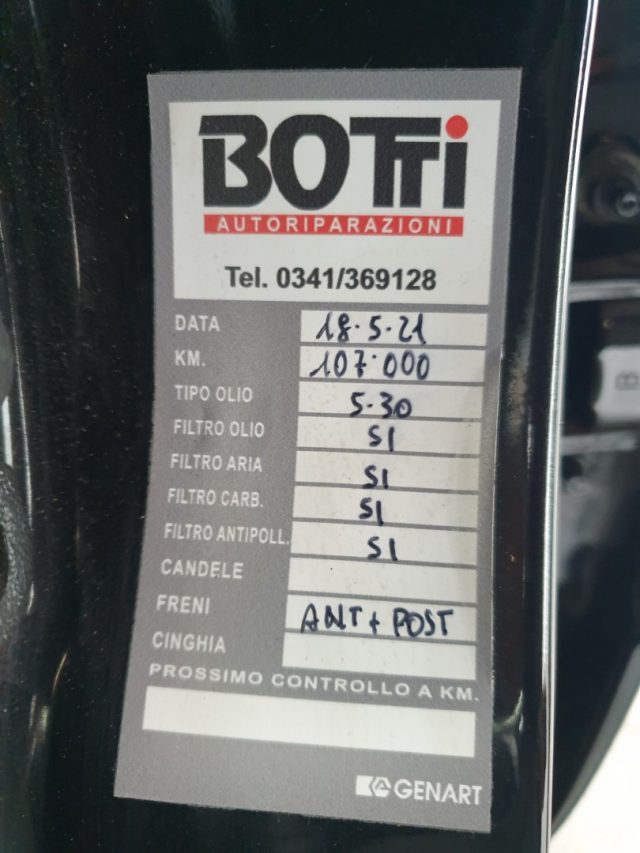 BOTTi
AUTORIPARAZIONI
Tel. 0341/369128
DATA 18.5.21
KM. 107.000
TIPO OLIO 5.30
FILTRO OLIO SI
FILTRO ARIA SI
FILTRO CARB. SI
FILTRO ANTIPOLL. SI
CANDELE
FRENI ANT + POST
CINGHIA
PROSSIMO CONTROLLO A KM.
GENART